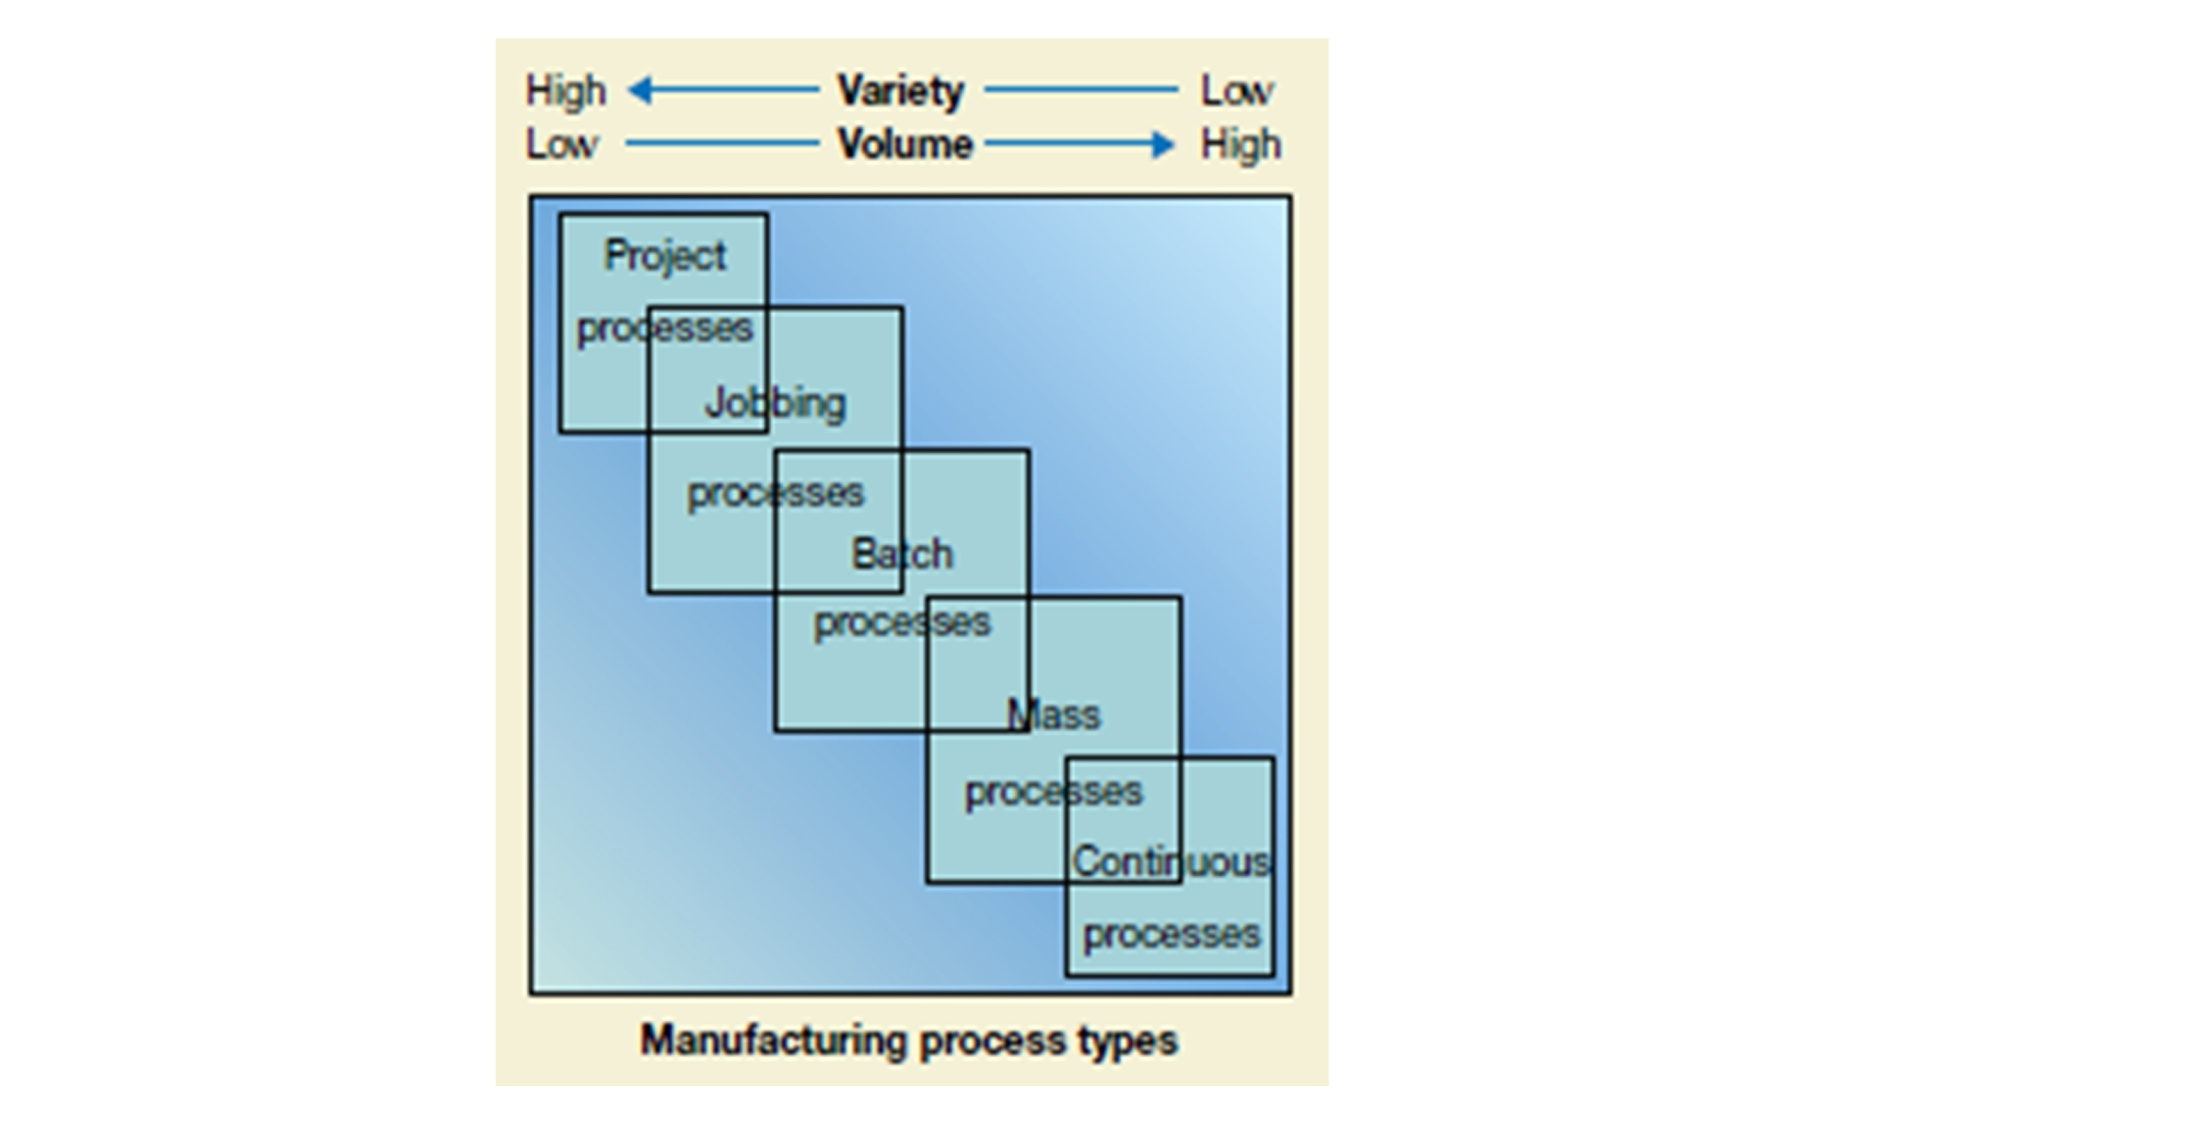 High Variety Low
Low Volume High
Project
processes
Jobbing
processes
Batch
processes
Mass
processes
Continuous
processes
Manufacturing process types